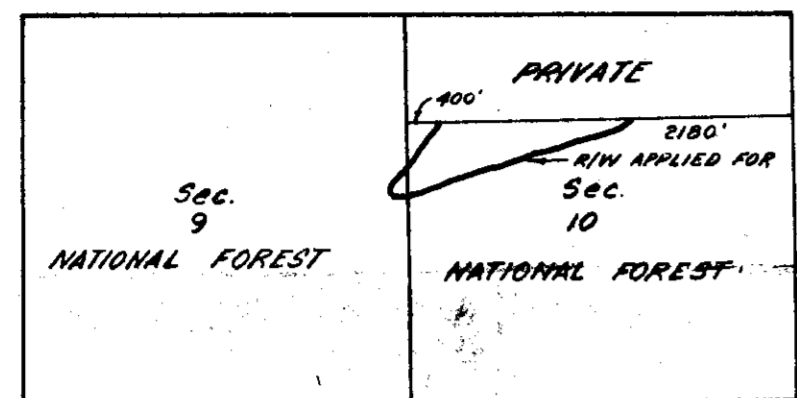 PRIVATE
400'
2180'
R/W APPLIED FOR
Sec.
9
NATIONAL FOREST
Sec.
10
NATIONAL FOREST